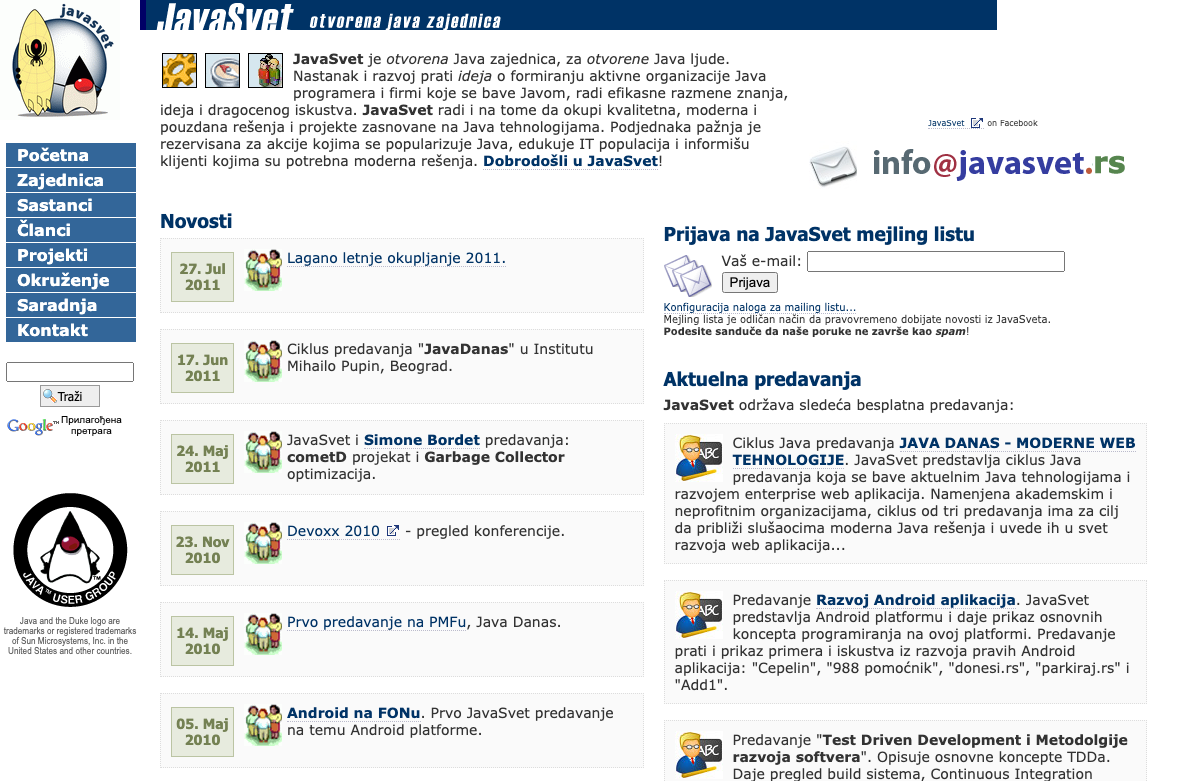 javasvet
JavaSvet otvorena java zajednica
Početna
Zajednica
Sastanci
Članci
Projekti
Okruženje
Saradnja
Kontakt
Traži
Google™ Прилагођена
претрага
JAVA™ USER GROUP
TM
Java and the Duke logo are
trademarks or registered trademarks
of Sun Microsystems, Inc. in the
United States and other countries.
JavaSvet je otvorena Java zajednica, za otvorene Java ljude.
Nastanak i razvoj prati ideja o formiranju aktivne organizacije Java
programera i firmi koje se bave Javom, radi efikasne razmene znanja,
ideja i dragocenog iskustva. JavaSvet radi i na tome da okupi kvalitetna, moderna i
pouzdana rešenja i projekte zasnovane na Java tehnologijama. Podjednaka pažnja je
rezervisana za akcije kojima se popularizuje Java, edukuje IT populacija i informišu
klijenti kojima su potrebna moderna rešenja. Dobrodošli u JavaSvet!
Novosti
27. Jul
2011
Lagano letnje okupljanje 2011.
17. Jun
2011
Ciklus predavanja "JavaDanas" u Institutu
Mihailo Pupin, Beograd.
24. Maj
2011
JavaSvet i Simone Bordet predavanja:
cometD projekat i Garbage Collector
optimizacija.
23. Nov
2010
Devoxx 2010 - pregled konferencije.
14. Maj
2010
Prvo predavanje na PMFu, Java Danas.
05. Maj
2010
Android na FONu. Prvo JavaSvet predavanje
na temu Android platforme.
JavaSvet on Facebook
info@javasvet.rs
Prijava na JavaSvet mejling listu
Vaš e-mail:
Prijava
Konfiguracija naloga za mailing listu...
Mejling lista je odličan način da pravovremeno dobijate novosti iz JavaSveta.
Podesite sanduče da naše poruke ne završe kao spam!
Aktuelna predavanja
JavaSvet održava sledeća besplatna predavanja:
ABC
Ciklus Java predavanja JAVA DANAS - MODERNE WEB
TEHNOLOGIJE. JavaSvet predstavlja ciklus Java
predavanja koja se bave aktuelnim Java tehnologijama i
razvojem enterprise web aplikacija. Namenjena akademskim i
neprofitnim organizacijama, ciklus od tri predavanja ima za cilj
da približi slušaocima moderna Java rešenja i uvede ih u svet
razvoja web aplikacija...
ABC
Predavanje Razvoj Android aplikacija. JavaSvet
predstavlja Android platformu i daje prikaz osnovnih
koncepta programiranja na ovoj platformi. Predavanje
prati i prikaz primera i iskustva iz razvoja pravih Android
aplikacija: "Cepelin", "988 pomoćnik", "donesi.rs", "parkiraj.rs" i
"Add1".
ABC
Predavanje "Test Driven Development i Metodolgije
razvoja softvera". Opisuje osnovne koncepte TDDa.
Daje pregled build sistema, Continuous Integration